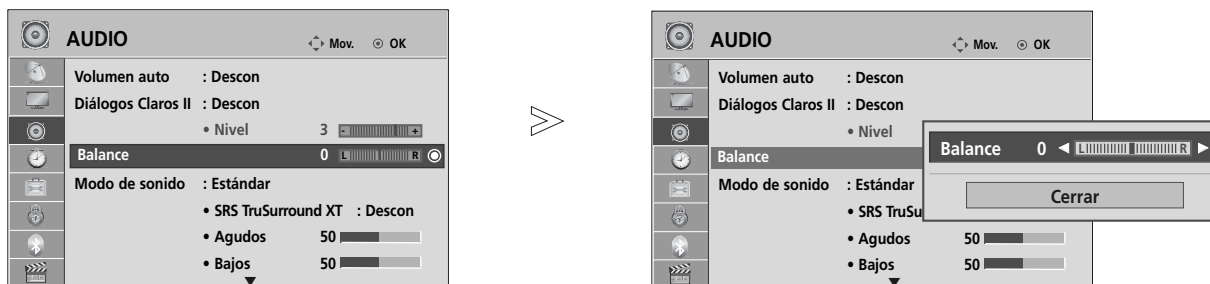 AUDIO
Mov. OK
Volumen auto : Descon
Diálogos Claros II : Descon
• Nivel 3 - +
Balance 0 L R
Modo de sonido : Estándar
• SRS TruSurround XT : Descon
• Agudos 50
• Bajos 50
AUDIO
Mov. OK
Volumen auto : Descon
Diálogos Claros II : Descon
• Nivel
Balance
Modo de sonido : Estándar
• SRS TruSu
• Agudos 50
• Bajos 50
Balance 0 L R
Cerrar